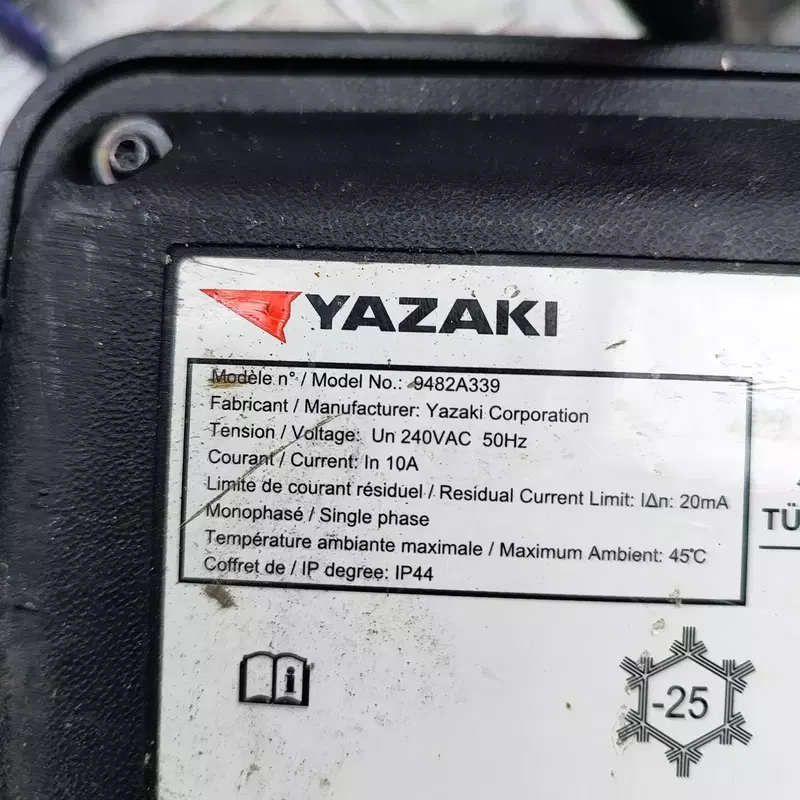 YAZAKI
Modèle n° / Model No.: 9482A339
Fabricant / Manufacturer: Yazaki Corporation
Tension / Voltage: Un 240VAC 50Hz
Courant / Current: In 10A
Limite de courant résiduel / Residual Current Limit: IΔn: 20mA
Monophasé / Single phase
TÜ
Température ambiante maximale / Maximum Ambient: 45°C
Coffret de / IP degree: IP44
i
-25